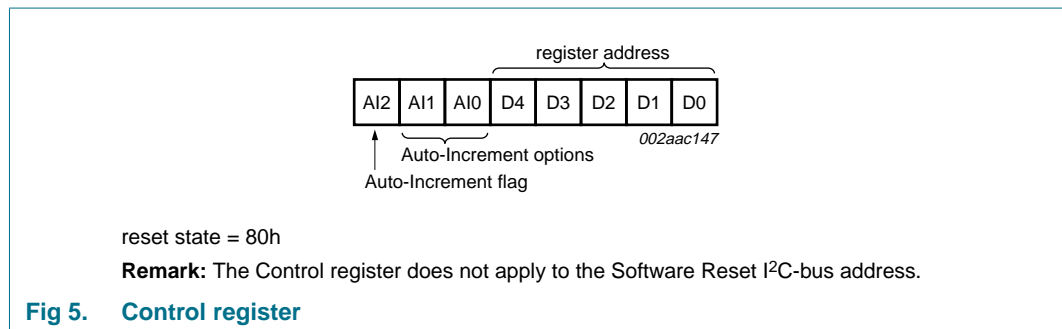 register address
AI2 AI1 AI0 D4 D3 D2 D1 D0
002aac147
Auto-Increment options
Auto-Increment flag
reset state = 80h
Remark: The Control register does not apply to the Software Reset I²C-bus address.
Fig 5. Control register